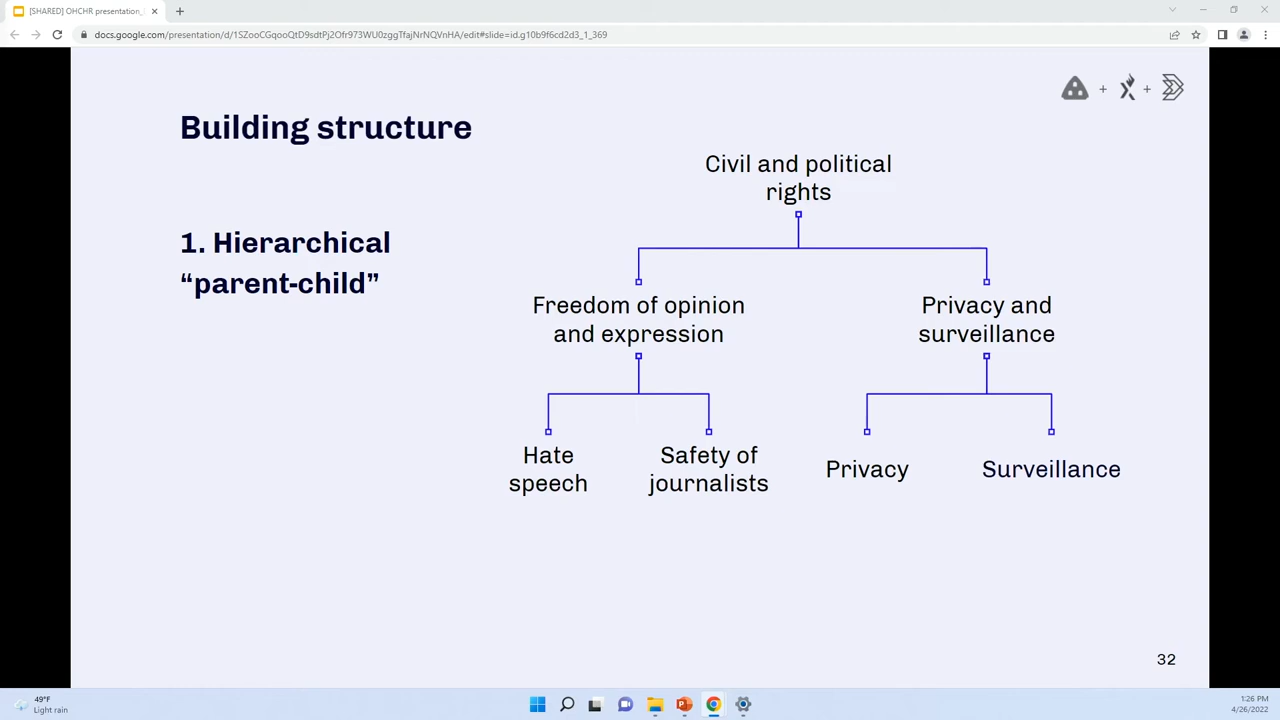 [SHARED] OHCHR presentation_
docs.google.com/presentation/d/1SZooCGqooQtD9sdtPj2Ofr973WU0zggTfajNrNQVnHA/edit#slide=id.g10b9f6cd2d3_1_369
Building structure
1. Hierarchical
“parent-child”
Civil and political
rights
Freedom of opinion
and expression
Privacy and
surveillance
Hate
speech
Safety of
journalists
Privacy
Surveillance
32
49°F
Light rain
1:26 PM
4/26/2022